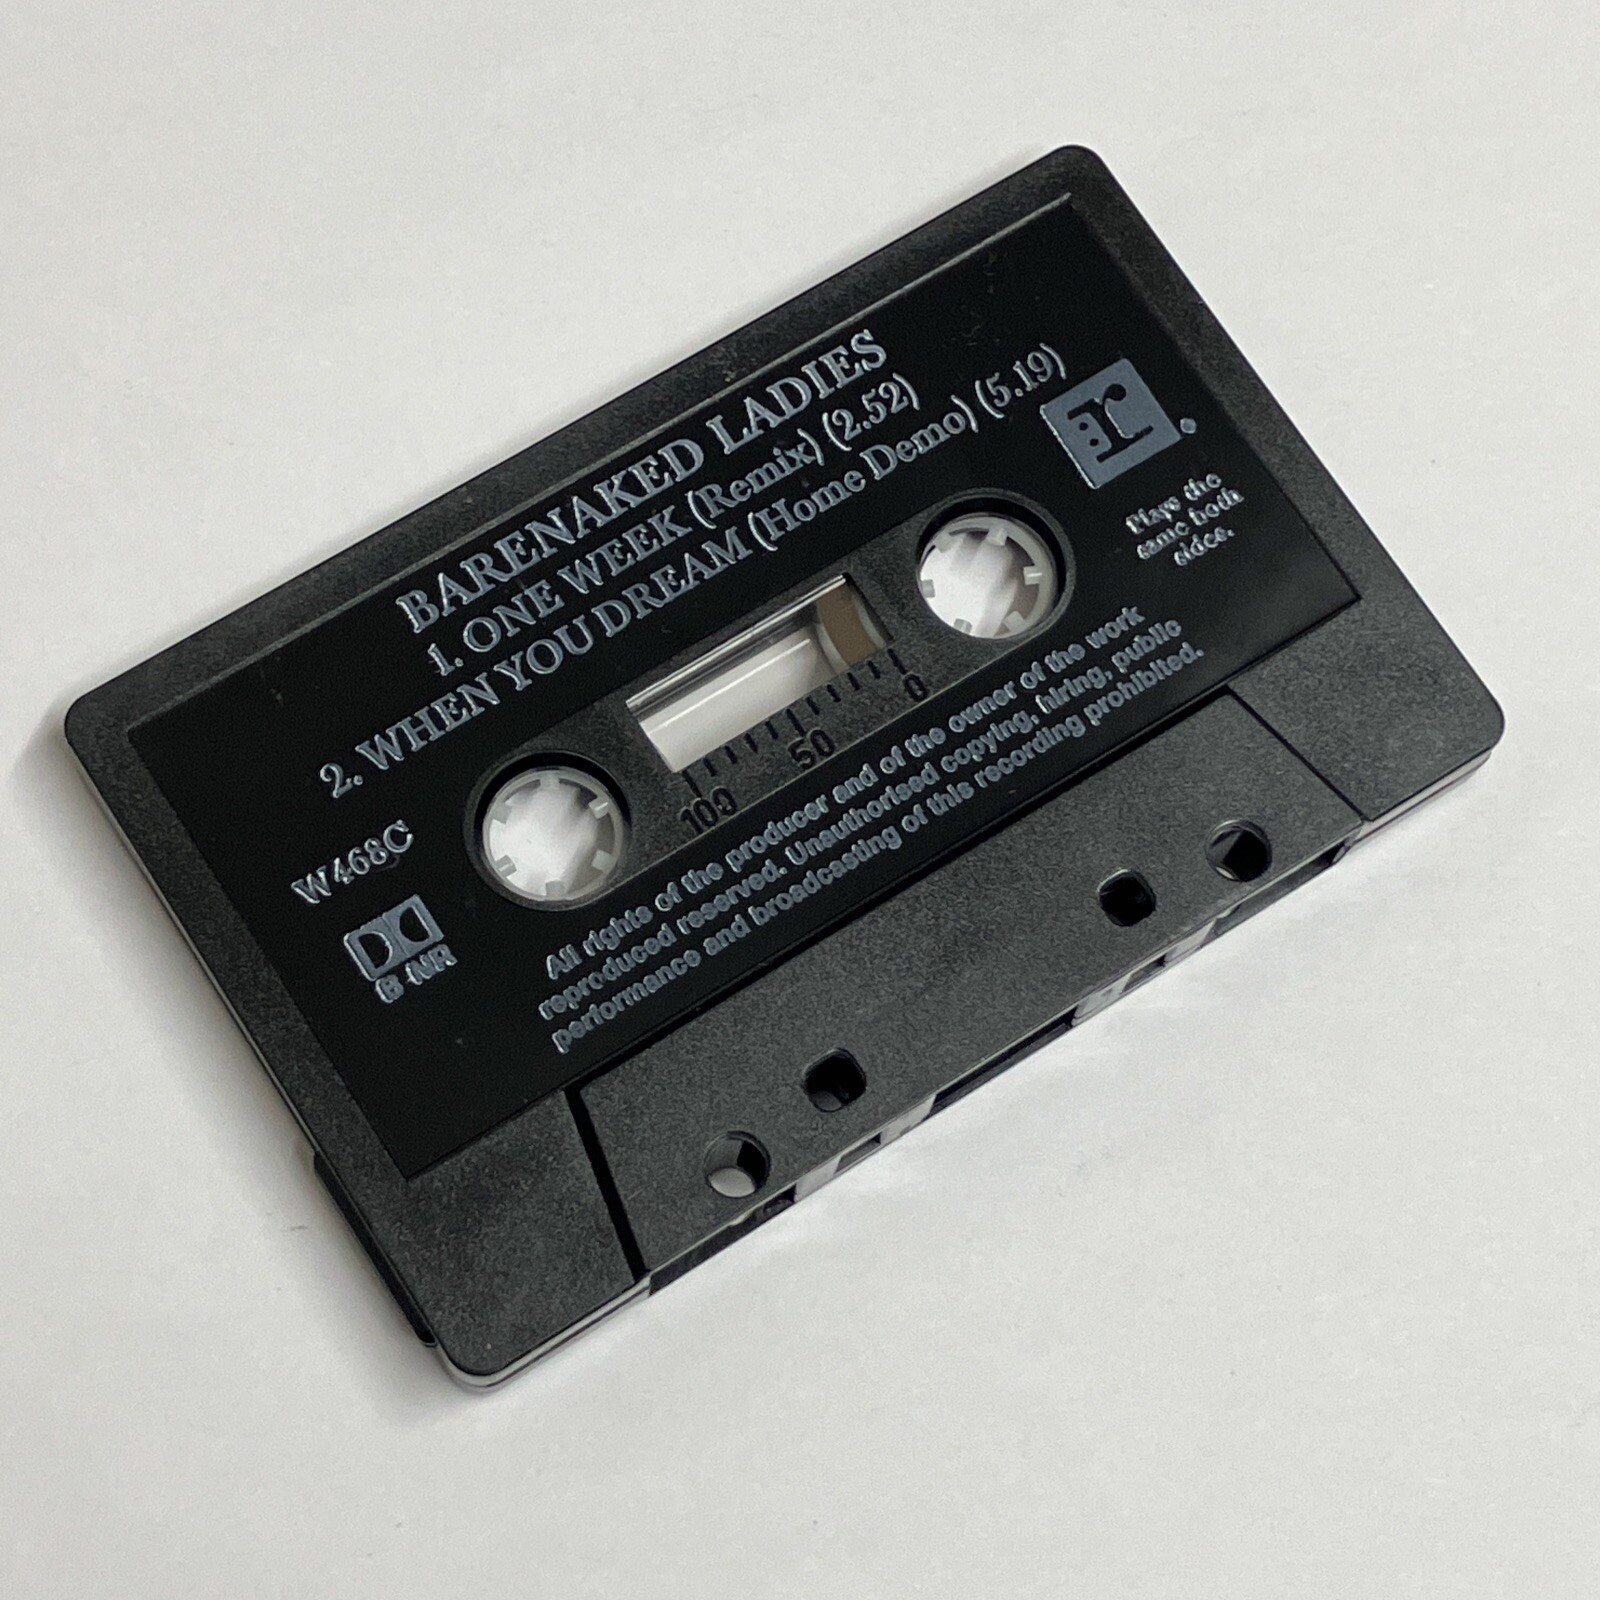 BARENAKED LADIES
1. ONE WEEK (Remix) (2.52)
2. WHEN YOU DREAM (Home Demo) (5.19)
r
Plays the
same both
sides.
W468C
B NR
100 50 0
All rights of the producer and of the owner of the work
reproduced reserved. Unauthorised copying, hiring, public
performance and broadcasting of this recording prohibited.